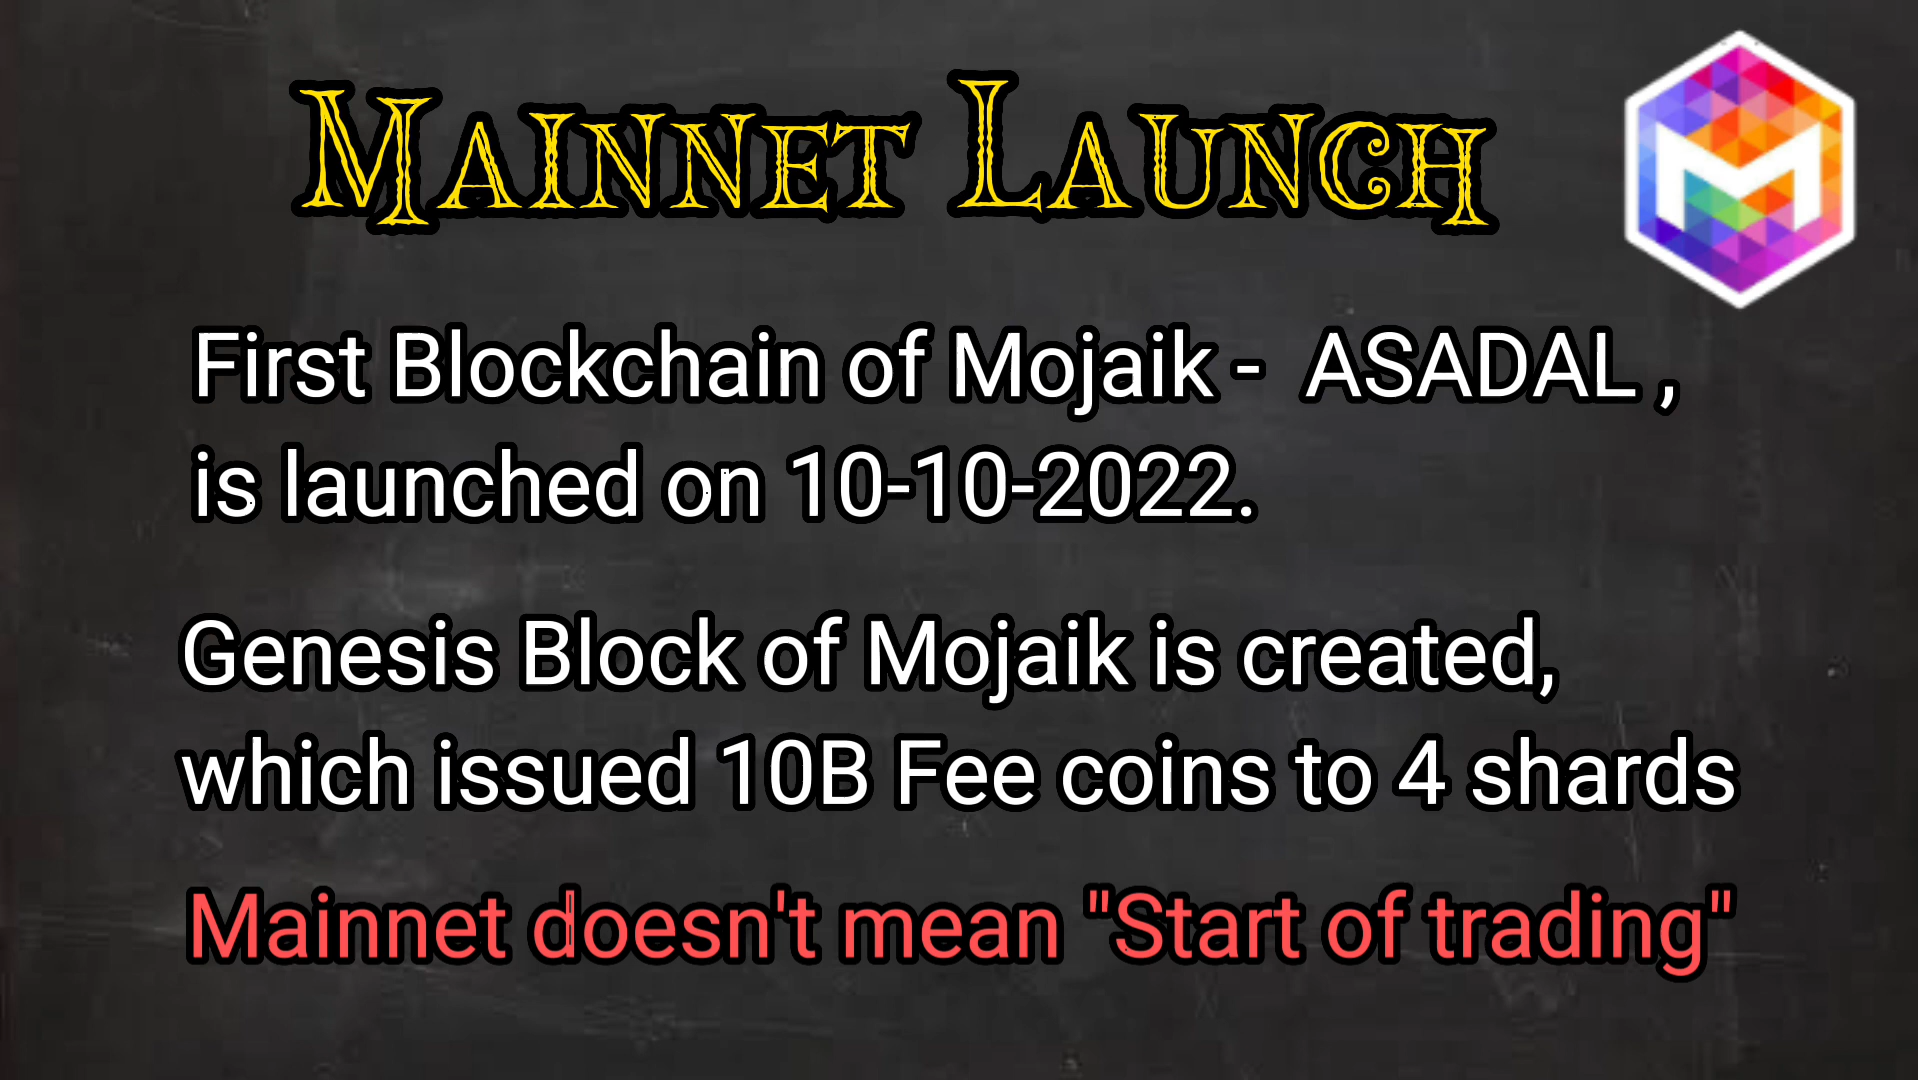 Mainnet Launch
M
First Blockchain of Mojaik - ASADAL ,
is launched on 10-10-2022.
Genesis Block of Mojaik is created,
which issued 10B Fee coins to 4 shards
Mainnet doesn't mean "Start of trading"